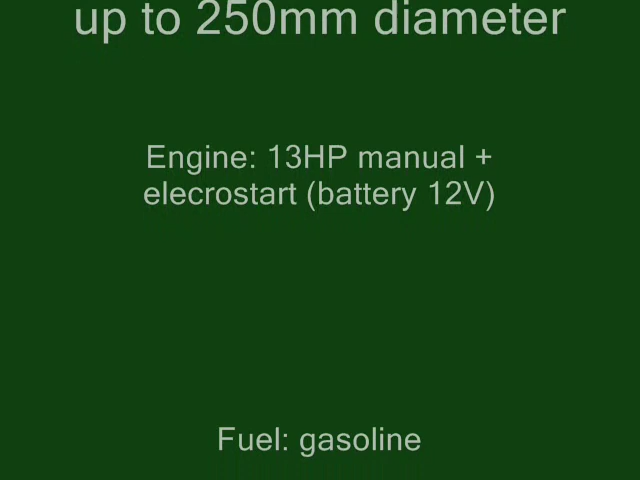 up to 250mm diameter
Engine: 13HP manual +
elecrostart (battery 12V)
Fuel: gasoline